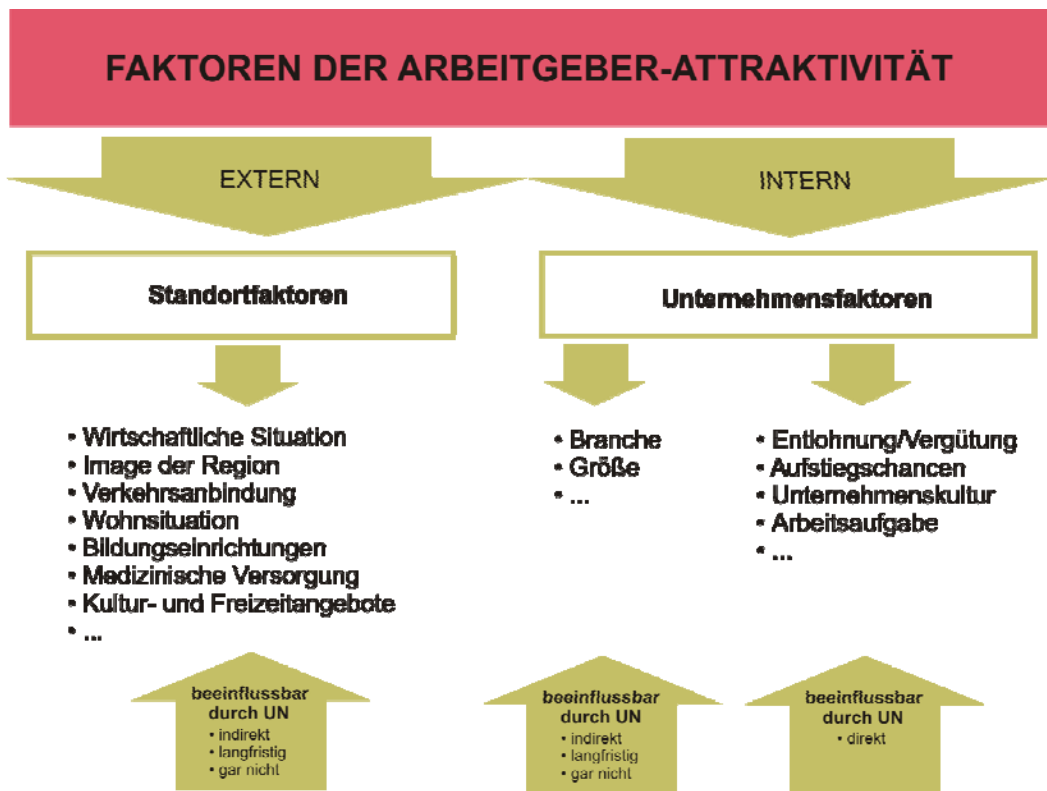 FAKTOREN DER ARBEITGEBER-ATTRAKTIVITÄT
EXTERN
INTERN
Standortfaktoren
Unternehmensfaktoren
• Wirtschaftliche Situation
• Image der Region
• Verkehrsanbindung
• Wohnsituation
• Bildungseinrichtungen
• Medizinische Versorgung
• Kultur- und Freizeitangebote
• ...
• Branche
• Größe
• ...
• Entlohnung/Vergütung
• Aufstiegschancen
• Unternehmenskultur
• Arbeitsaufgabe
• ...
beeinflussbar
durch UN
• indirekt
• langfristig
• gar nicht
beeinflussbar
durch UN
• indirekt
• langfristig
• gar nicht
beeinflussbar
durch UN
• direkt